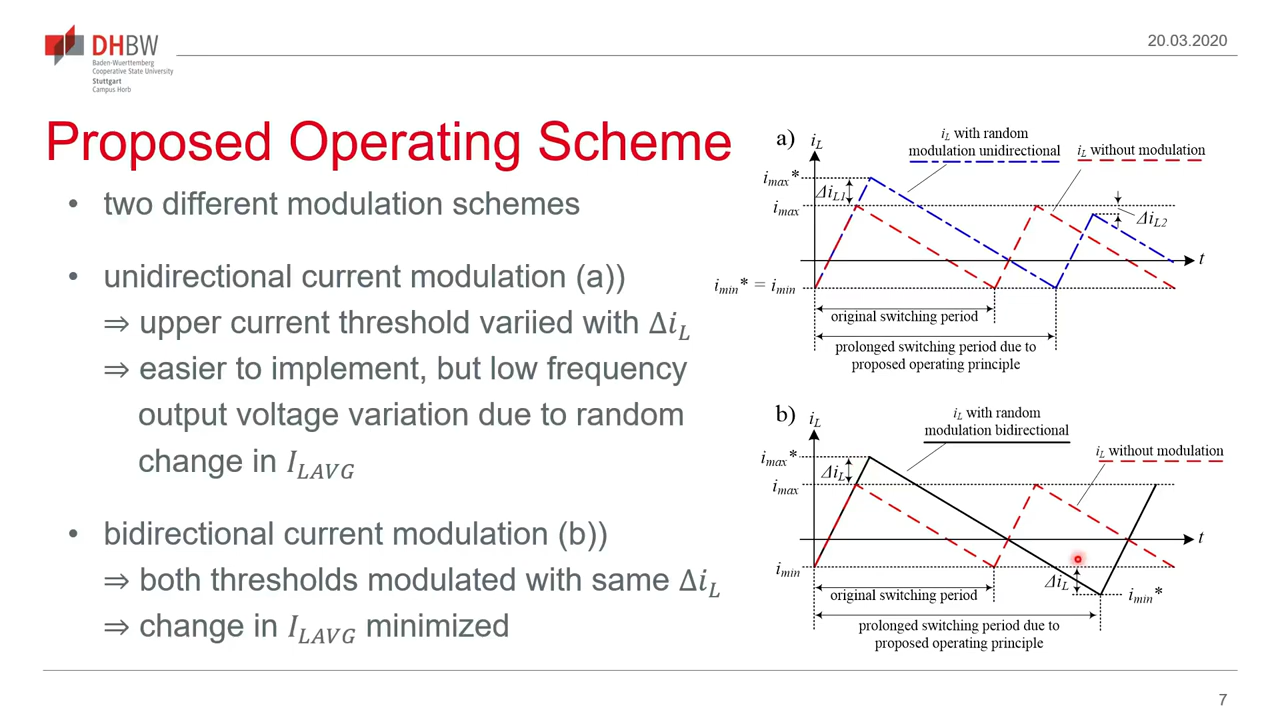 DHBW
Baden-Wuerttemberg
Cooperative State University
Stuttgart
Campus Horb
20.03.2020
Proposed Operating Scheme
• two different modulation schemes
• unidirectional current modulation (a))
⇒ upper current threshold variied with Δi_L
⇒ easier to implement, but low frequency
output voltage variation due to random
change in I_LAVG
• bidirectional current modulation (b))
⇒ both thresholds modulated with same Δi_L
⇒ change in I_LAVG minimized
a)
i_L
i_L with random
modulation unidirectional
i_L without modulation
i_max*
Δi_L1
i_max
Δi_L2
t
i_min* = i_min
original switching period
prolonged switching period due to
proposed operating principle
b)
i_L
i_L with random
modulation bidirectional
i_L without modulation
i_max*
Δi_L
i_max
t
i_min
Δi_L
i_min*
original switching period
prolonged switching period due to
proposed operating principle
7